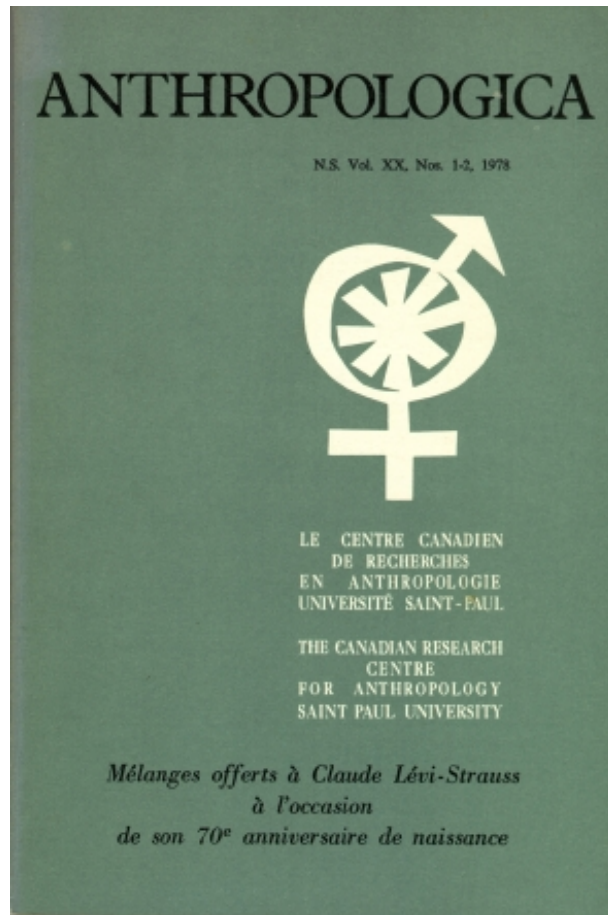 ANTHROPOLOGICA
N.S. Vol. XX, Nos. 1-2, 1978
LE CENTRE CANADIEN
DE RECHERCHES
EN ANTHROPOLOGIE
UNIVERSITÉ SAINT-PAUL
THE CANADIAN RESEARCH
CENTRE
FOR ANTHROPOLOGY
SAINT PAUL UNIVERSITY
Mélanges offerts à Claude Lévi-Strauss
à l'occasion
de son 70e anniversaire de naissance